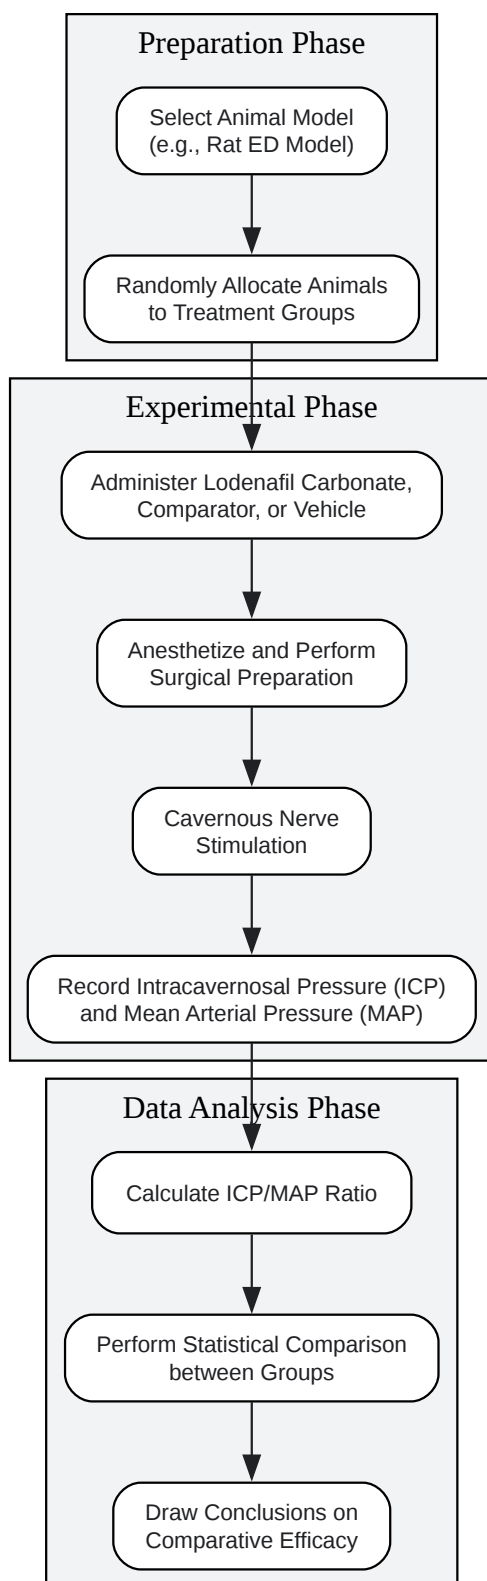 Preparation Phase
Select Animal Model
(e.g., Rat ED Model)
Randomly Allocate Animals
to Treatment Groups
Experimental Phase
Administer Lodenafil Carbonate,
Comparator, or Vehicle
Anesthetize and Perform
Surgical Preparation
Cavernous Nerve
Stimulation
Record Intracavernosal Pressure (ICP)
and Mean Arterial Pressure (MAP)
Data Analysis Phase
Calculate ICP/MAP Ratio
Perform Statistical Comparison
between Groups
Draw Conclusions on
Comparative Efficacy